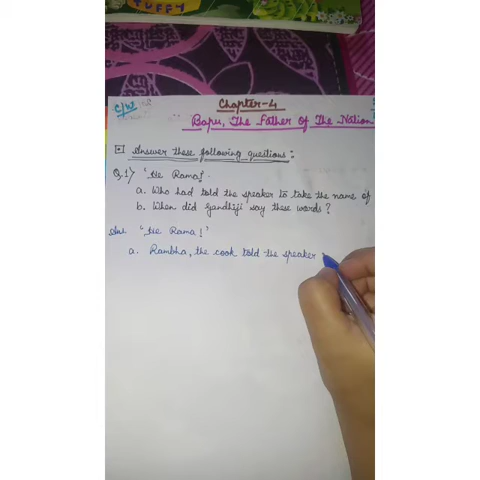 TUFFY
C/W
Chapter-4
Bapu, The Father Of The Nation
Answer these following questions:
Q.1) "He Rama!
a. Who had told the speaker to take the name of
b. When did Gandhiji say these words?
Ans. "He Rama!"
a. Rambha, the cook told the speaker